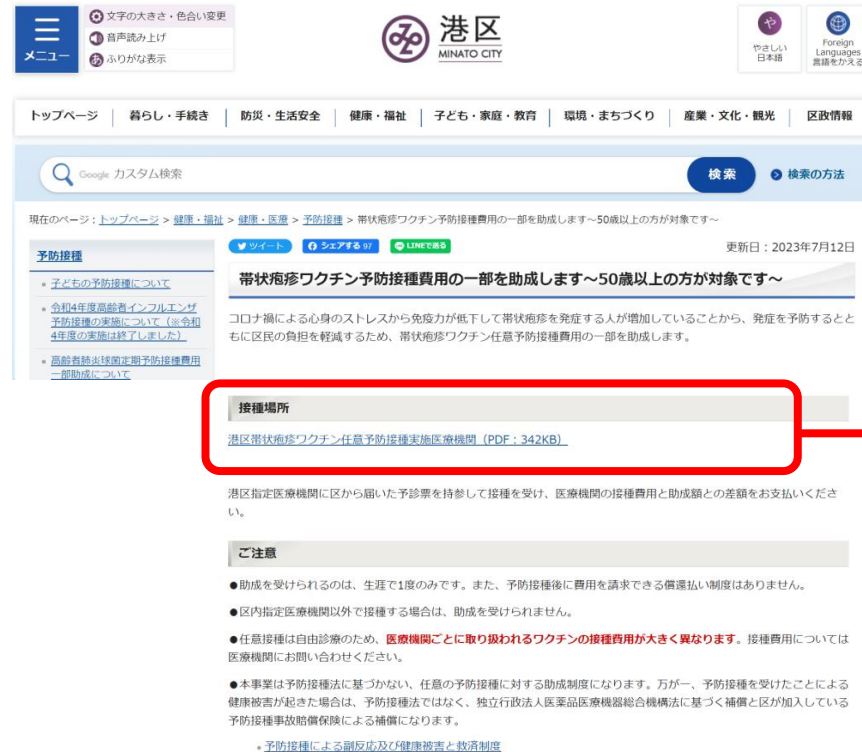 メニュー
文字の大きさ・色合い変更
音声読み上げ
ふりがな表示
港区
MINATO CITY
や
やさしい
日本語
Foreign
Languages
言語をかえる
トップページ
暮らし・手続き
防災・生活安全
健康・福祉
子ども・家庭・教育
環境・まちづくり
産業・文化・観光
区政情報
Google カスタム検索
検索
検索の方法
現在のページ：トップページ > 健康・福祉 > 健康・医療 > 予防接種 > 帯状疱疹ワクチン予防接種費用の一部を助成します～50歳以上の方が対象です～
予防接種
子どもの予防接種について
令和4年度高齢者インフルエンザ
予防接種の実施について（※令和
4年度の実施は終了しました）
高齢者肺炎球菌定期予防接種費用
一部助成について
ツイート
シェアする 97
LINEで送る
更新日：2023年7月12日
帯状疱疹ワクチン予防接種費用の一部を助成します～50歳以上の方が対象です～
コロナ禍による心身のストレスから免疫力が低下して帯状疱疹を発症する人が増加していることから、発症を予防するとと
もに区民の負担を軽減するため、帯状疱疹ワクチン任意予防接種費用の一部を助成します。
接種場所
港区帯状疱疹ワクチン任意予防接種実施医療機関（PDF：342KB）
港区指定医療機関に区から届いた予診票を持参して接種を受け、医療機関の接種費用と助成額との差額をお支払いくださ
い。
ご注意
●助成を受けられるのは、生涯で1度のみです。また、予防接種後に費用を請求できる償還払い制度はありません。
●区内指定医療機関以外で接種する場合は、助成を受けられません。
●任意接種は自由診療のため、医療機関ごとに取り扱われるワクチンの接種費用が大きく異なります。接種費用については
医療機関にお問い合わせください。
●本事業は予防接種法に基づかない、任意の予防接種に対する助成制度になります。万が一、予防接種を受けたことによる
健康被害が起きた場合は、予防接種法ではなく、独立行政法人医薬品医療機器総合機構法に基づく補償と区が加入している
予防接種事故賠償保険による補償になります。
予防接種による副反応及び健康被害と救済制度